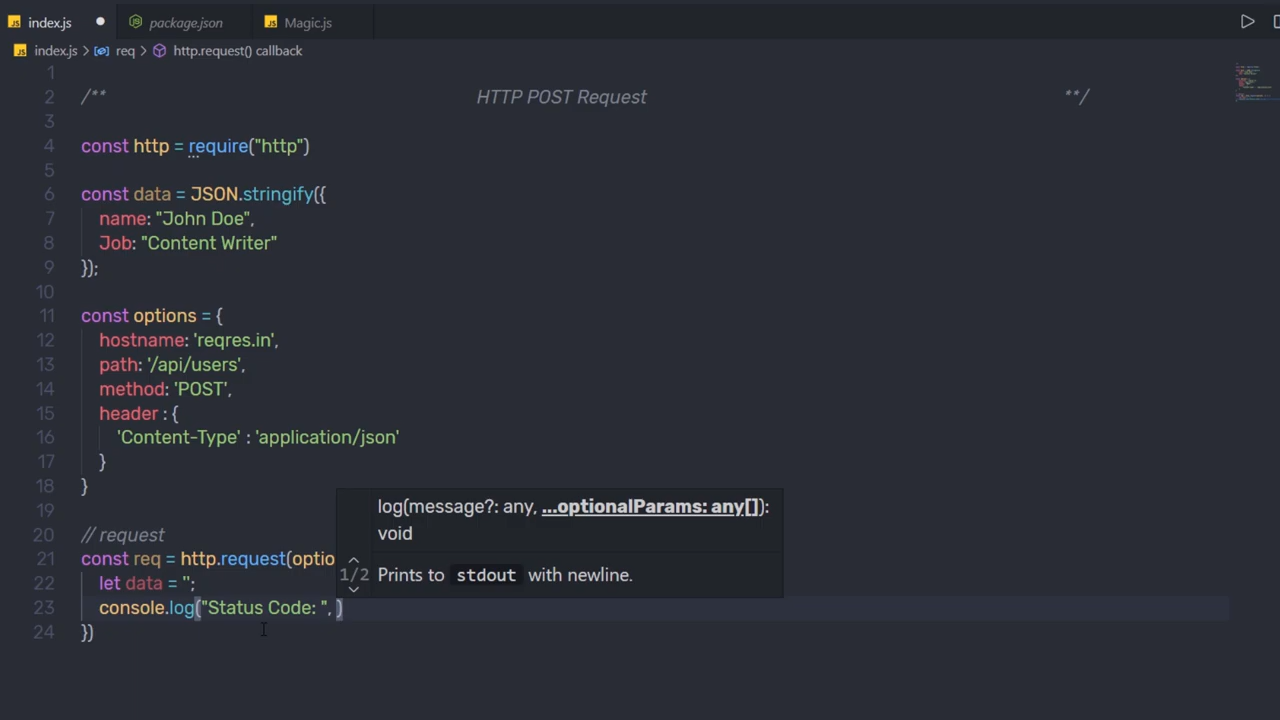 JS index.js ● package.json JS Magic.js
JS index.js > req > http.request() callback
1
2 /** HTTP POST Request **/
3
4 const http = require("http")
5
6 const data = JSON.stringify({
7 name: "John Doe",
8 Job: "Content Writer"
9 });
10
11 const options = {
12 hostname: 'reqres.in',
13 path: '/api/users',
14 method: 'POST',
15 header : {
16 'Content-Type' : 'application/json'
17 }
18 }
log(message?: any, ...optionalParams: any[]):
void
1/2 Prints to stdout with newline.
20 // request
21 const req = http.request(optio
22 let data = '';
23 console.log("Status Code: ", )
24 })